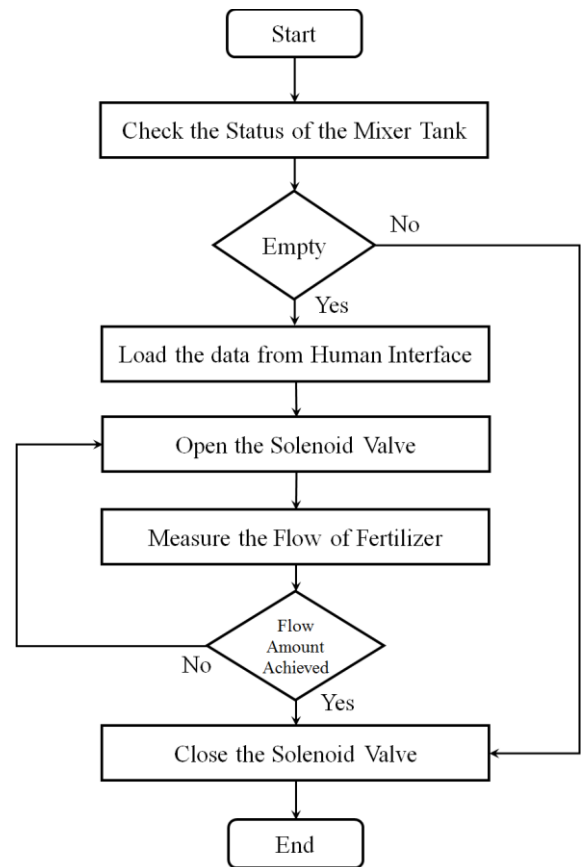 Start
Check the Status of the Mixer Tank
Empty
No
Yes
Load the data from Human Interface
Open the Solenoid Valve
Measure the Flow of Fertilizer
Flow
Amount
Achieved
No
Yes
Close the Solenoid Valve
End